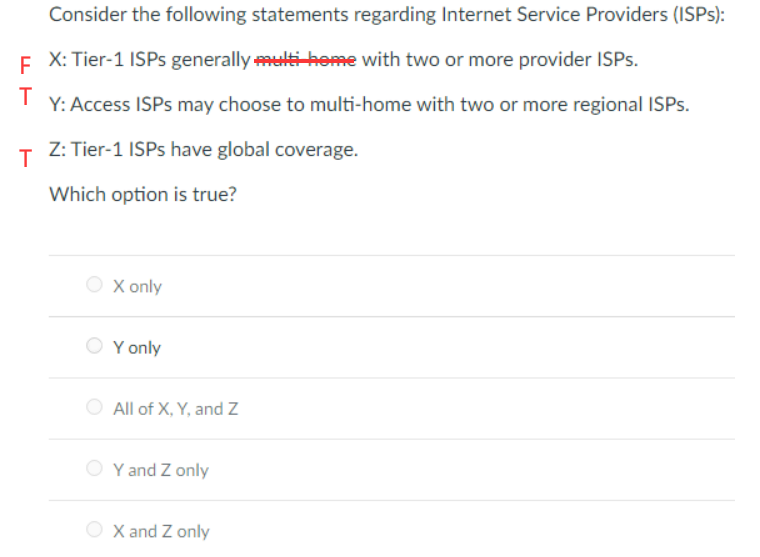 Consider the following statements regarding Internet Service Providers (ISPs):
F X: Tier-1 ISPs generally multi-home with two or more provider ISPs.
T Y: Access ISPs may choose to multi-home with two or more regional ISPs.
T Z: Tier-1 ISPs have global coverage.
Which option is true?
X only
Y only
All of X, Y, and Z
Y and Z only
X and Z only